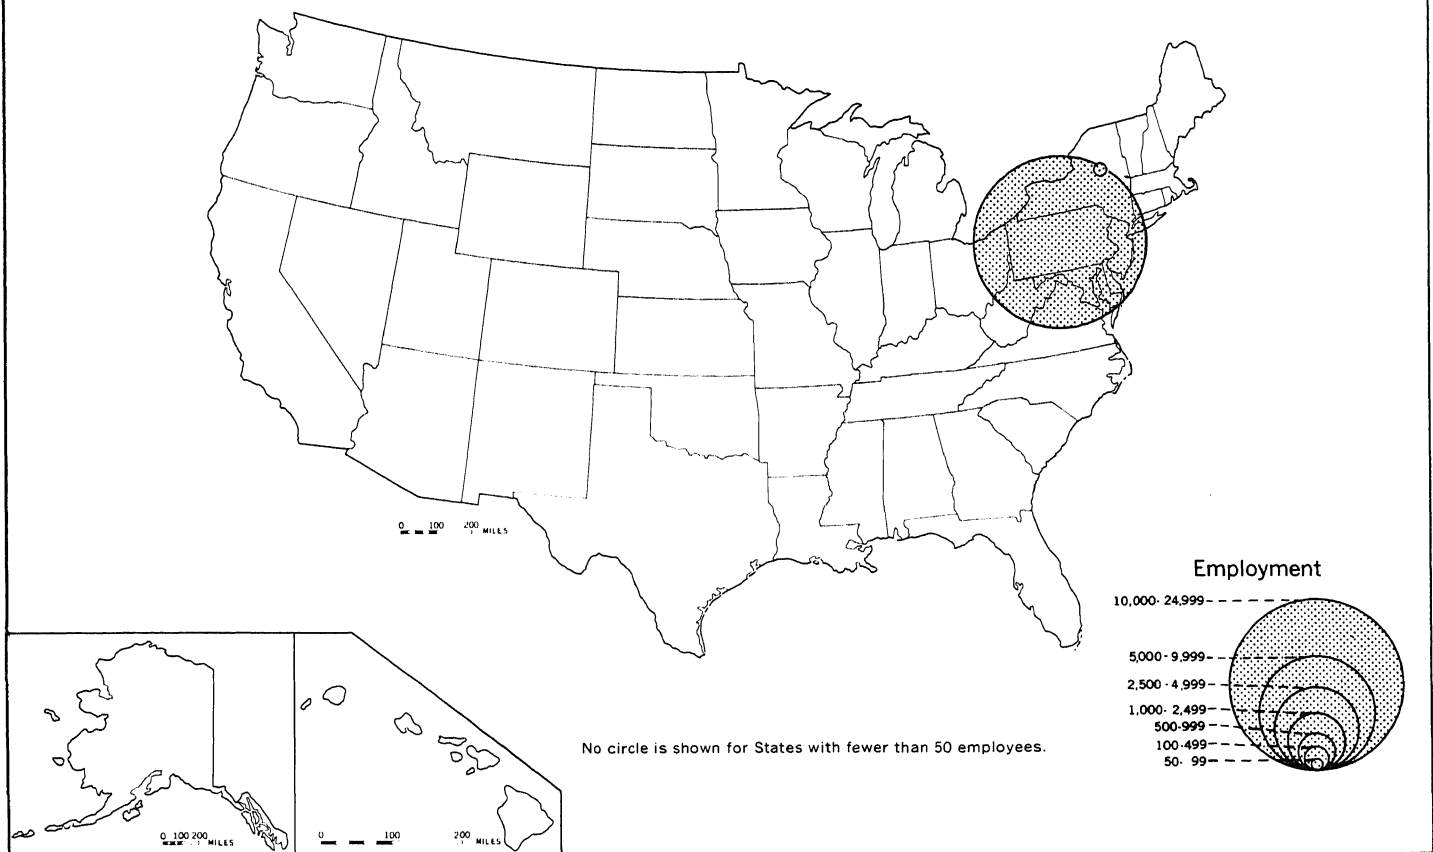 0 100 200 MILES
Employment
10,000-24,999
5,000-9,999
2,500-4,999
1,000-2,499
500-999
100-499
50-99
No circle is shown for States with fewer than 50 employees.
0 100 200 MILES
0 100 200 MILES